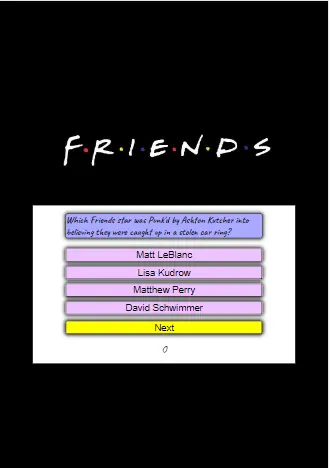 F·R·I·E·N·D·S
Which Friends star was Punk'd by Ashton Kutcher into
believing they were caught up in a stolen car ring?
Matt LeBlanc
Lisa Kudrow
Matthew Perry
David Schwimmer
Next
0